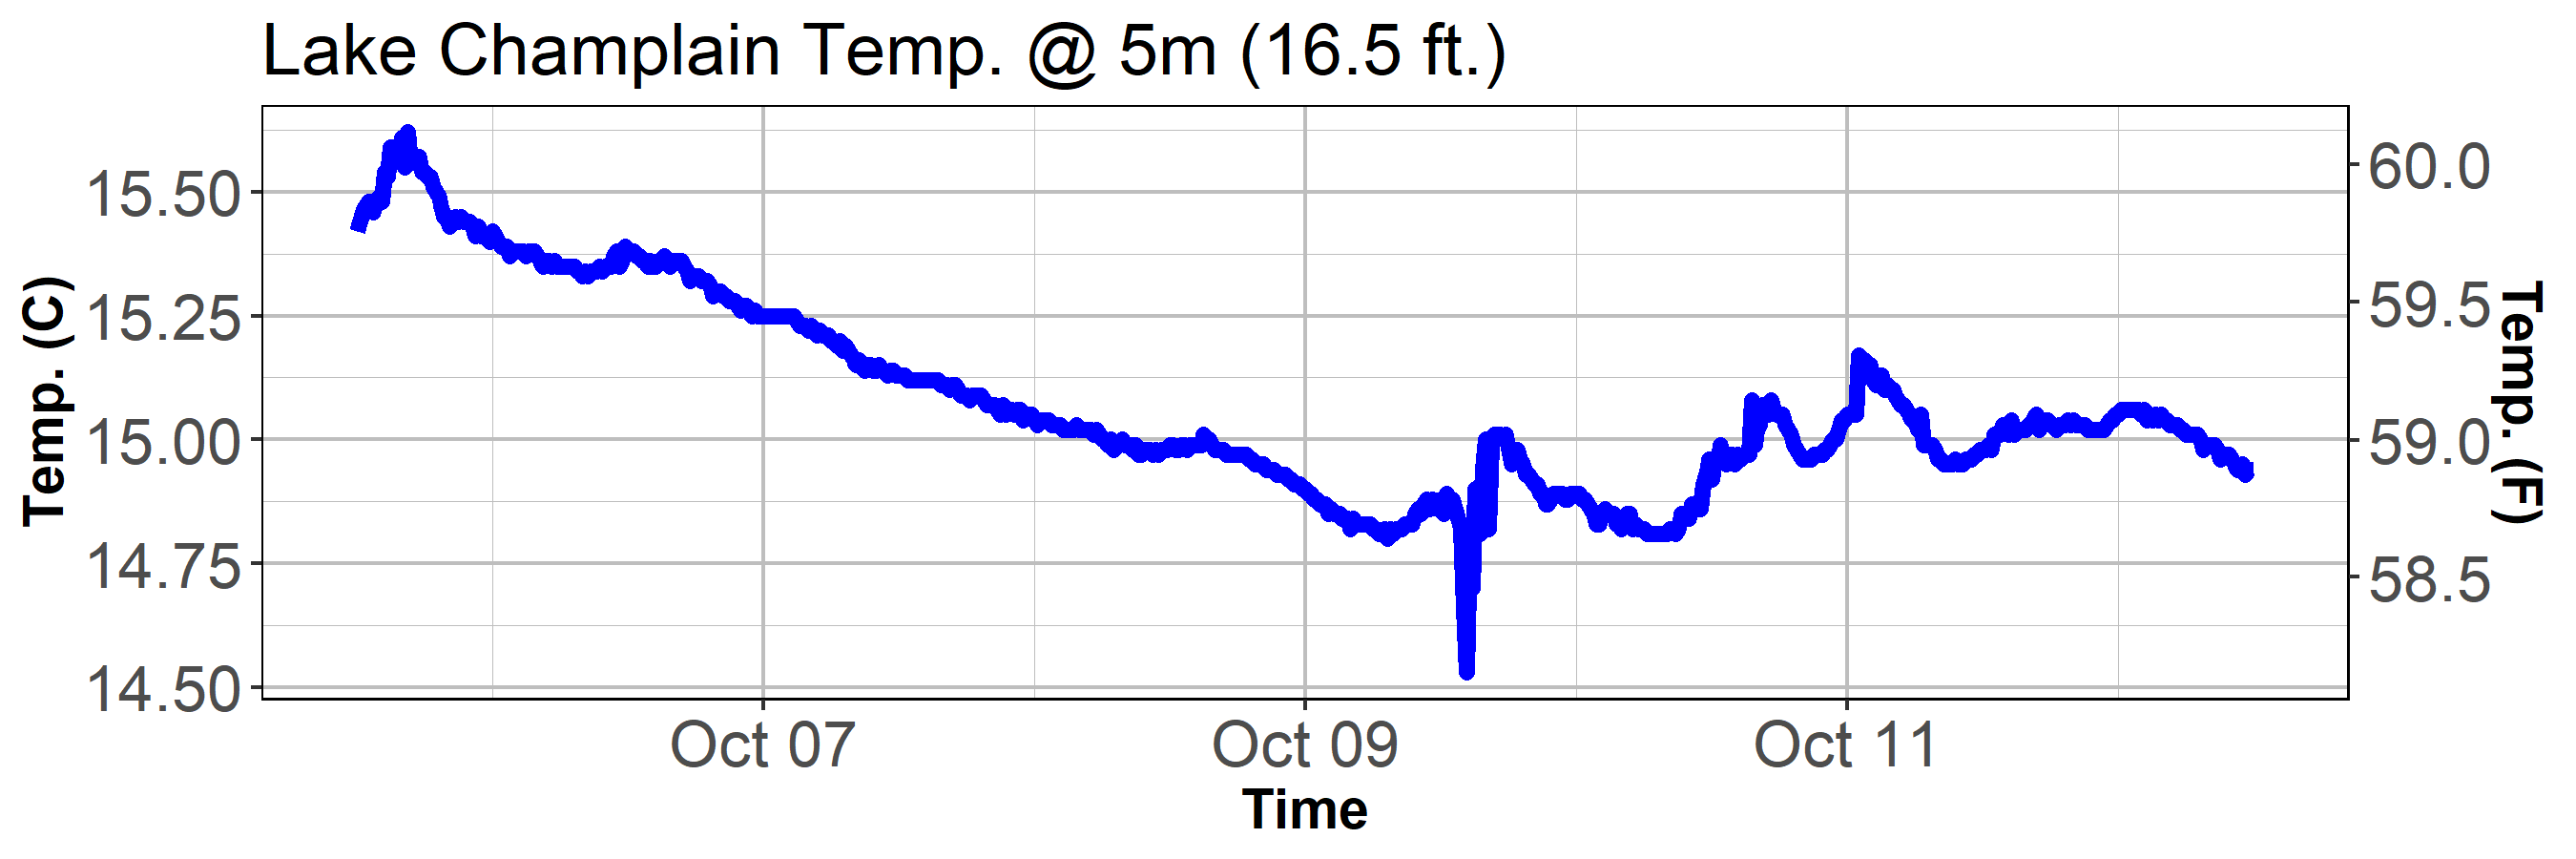 Lake Champlain Temp. @ 5m (16.5 ft.)
Temp. (C)
15.50
15.25
15.00
14.75
14.50
60.0
59.5
59.0
58.5
Temp. (F)
Oct 07
Oct 09
Oct 11
Time